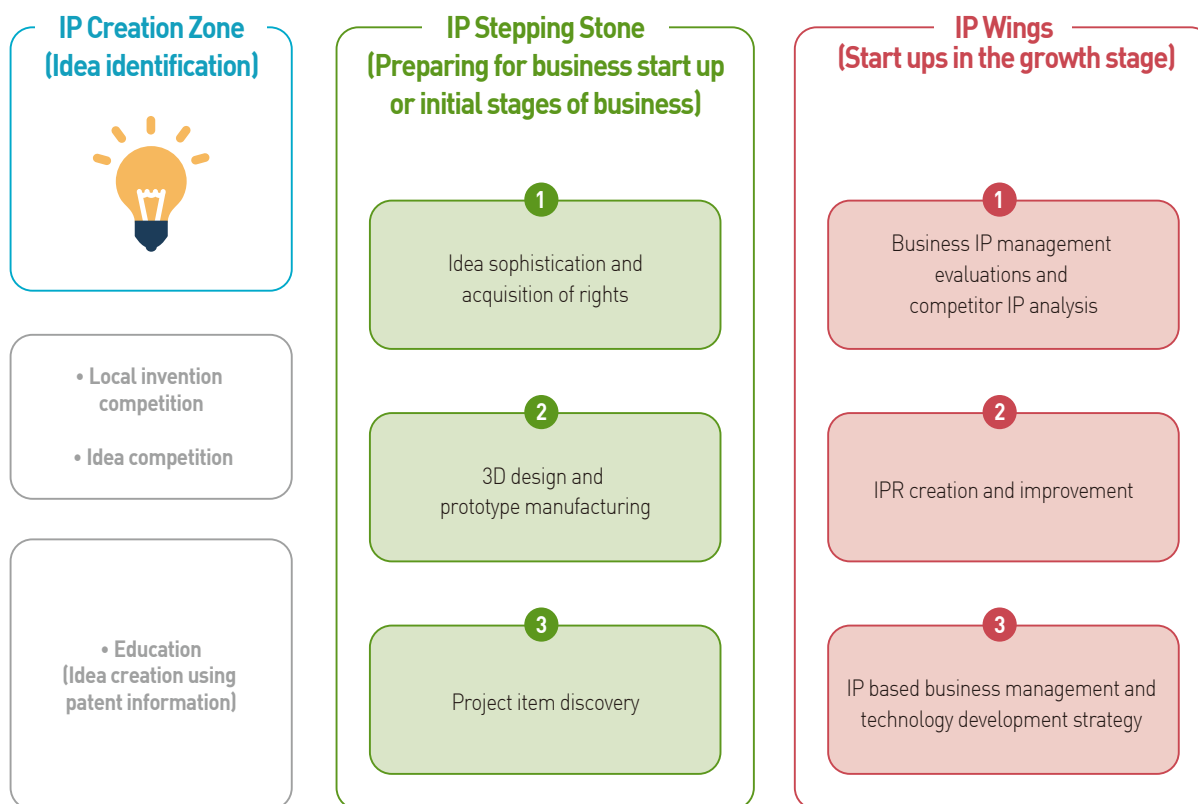 IP Creation Zone
(Idea identification)
• Local invention
competition
• Idea competition
• Education
(Idea creation using
patent information)
IP Stepping Stone
(Preparing for business start up
or initial stages of business)
1
Idea sophistication and
acquisition of rights
2
3D design and
prototype manufacturing
3
Project item discovery
IP Wings
(Start ups in the growth stage)
1
Business IP management
evaluations and
competitor IP analysis
2
IPR creation and improvement
3
IP based business management and
technology development strategy